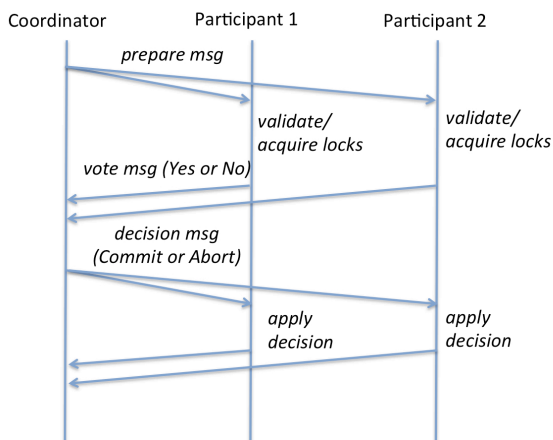 Coordinator
Participant 1
Participant 2
prepare msg
validate/
acquire locks
validate/
acquire locks
vote msg (Yes or No)
decision msg
(Commit or Abort)
apply
decision
apply
decision